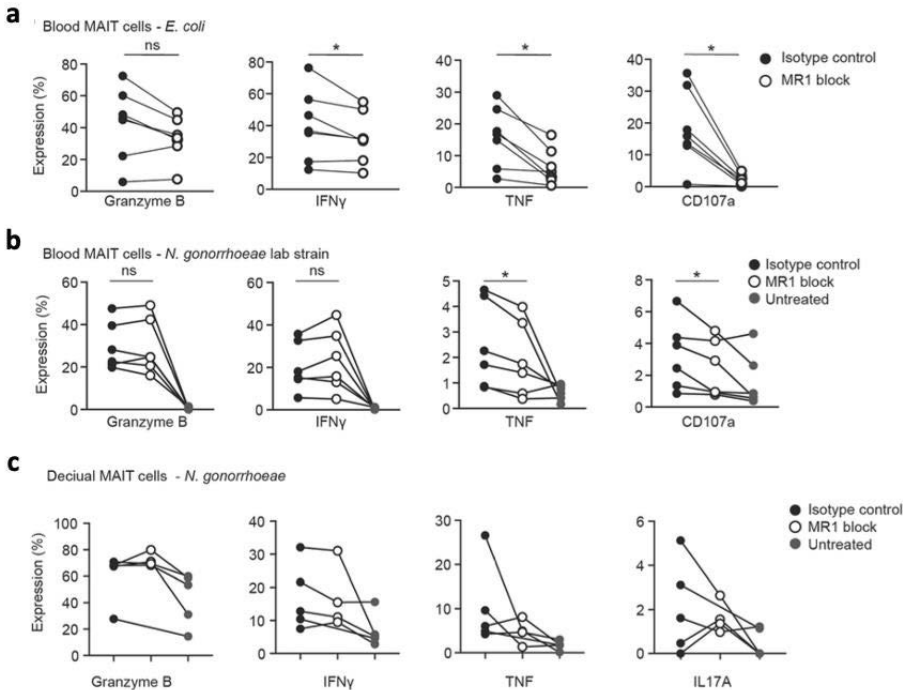 a
Blood MAIT cells - E. coli
ns * * *
Isotype control
MR1 block
Expression (%)
80 60 40 20 0
80 60 40 20 0
40 30 20 10 0
40 30 20 10 0
Granzyme B IFNγ TNF CD107a
b
Blood MAIT cells - N. gonorrhoeae lab strain
ns ns * *
Isotype control
MR1 block
Untreated
Expression (%)
60 40 20 0
60 40 20 0
5 4 3 2 1 0
8 6 4 2 0
Granzyme B IFNγ TNF CD107a
c
Deciual MAIT cells - N. gonorrhoeae
Isotype control
MR1 block
Untreated
Expression (%)
100 80 60 40 20 0
40 30 20 10 0
30 20 10 0
6 4 2 0
Granzyme B IFNγ TNF IL17A